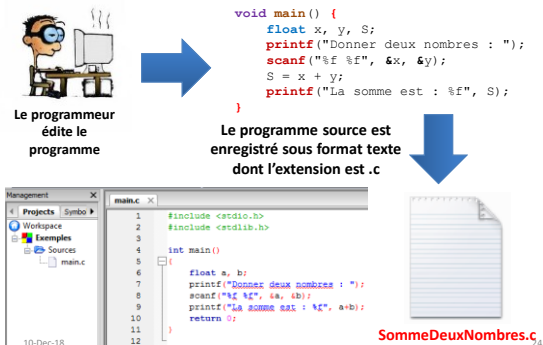 void main() {
float x, y, S;
printf("Donner deux nombres : ");
scanf("%f %f", &x, &y);
S = x + y;
printf("La somme est : %f", S);
}
Le programmeur
édite le
programme
Le programme source est
enregistré sous format texte
dont l'extension est .c
Management
Projects Symbo
Workspace
Exemples
Sources
main.c
main.c
1 #include <stdio.h>
2 #include <stdlib.h>
3
4 int main()
5 {
6 float a, b;
7 printf("Donner deux nombres : ");
8 scanf("%f %f", &a, &b);
9 printf("La somme est : %f", a+b);
10 return 0;
11 }
12
SommeDeuxNombres.c
10-Dec-18
24